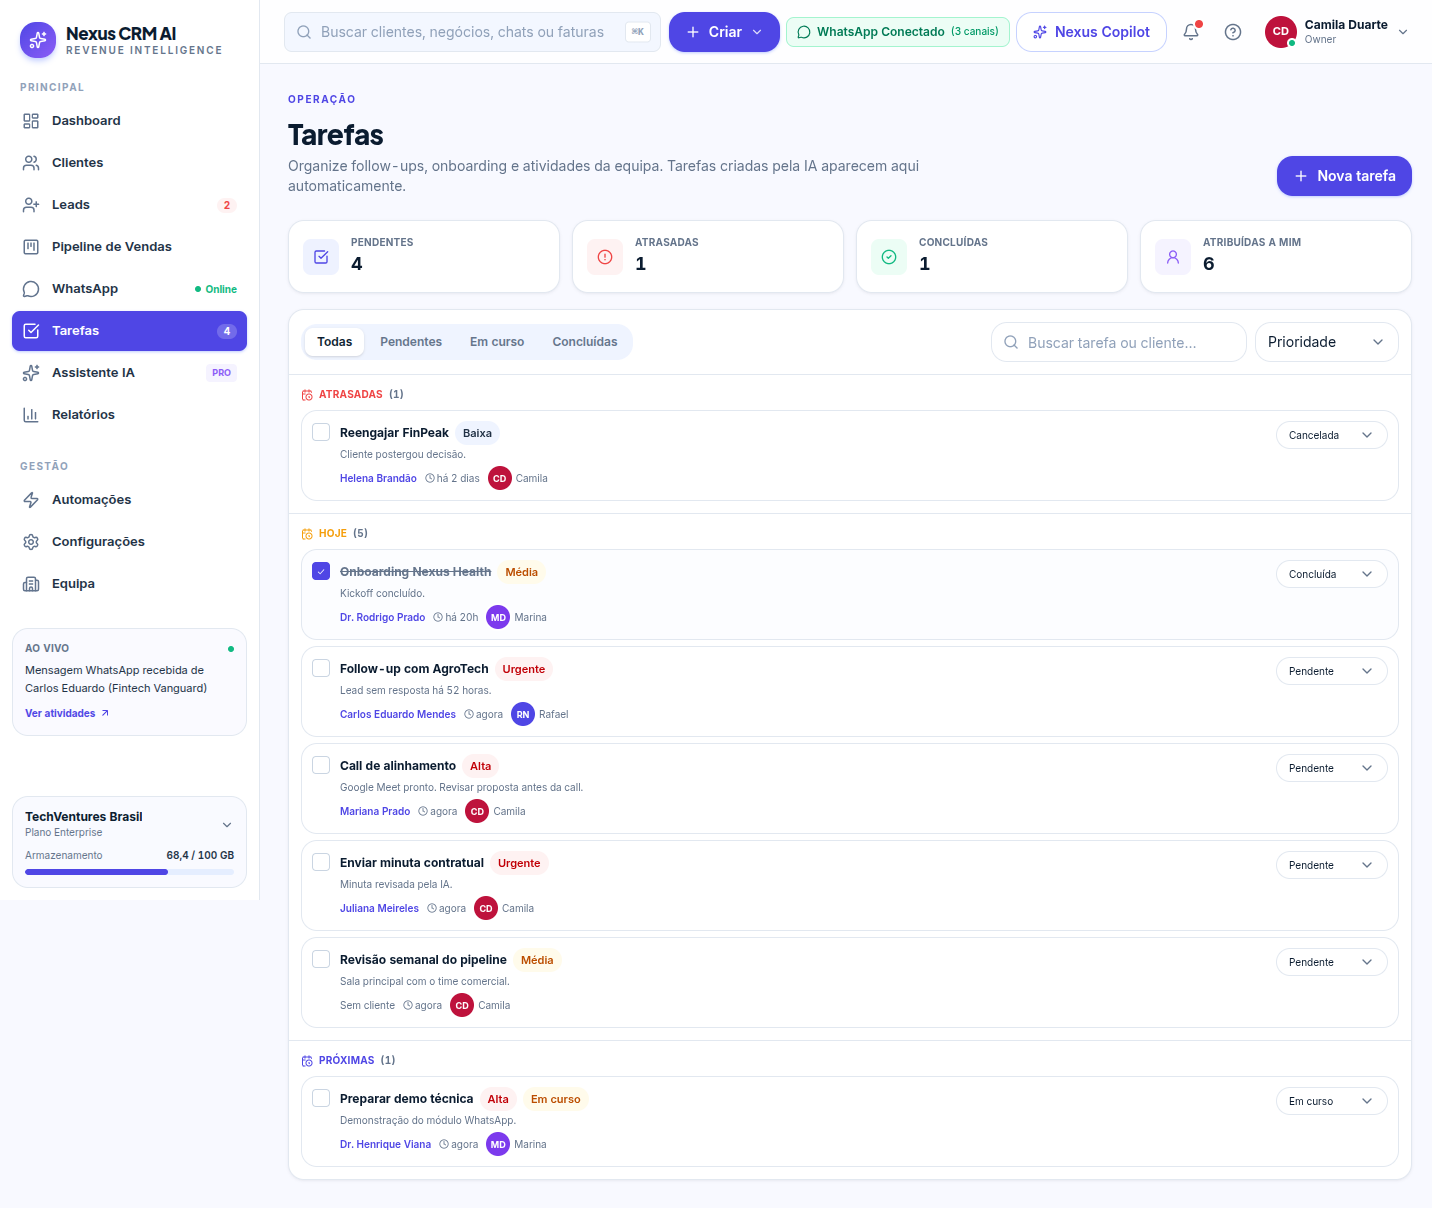 Nexus CRM AI
REVENUE INTELLIGENCE
PRINCIPAL
Dashboard
Clientes
Leads 2
Pipeline de Vendas
WhatsApp Online
Tarefas 4
Assistente IA PRO
Relatórios
GESTÃO
Automações
Configurações
Equipa
AO VIVO
Mensagem WhatsApp recebida de
Carlos Eduardo (Fintech Vanguard)
Ver atividades
TechVentures Brasil
Plano Enterprise
Armazenamento 68,4 / 100 GB
Buscar clientes, negócios, chats ou faturas ⌘K
Criar
WhatsApp Conectado (3 canais)
Nexus Copilot
CD Camila Duarte
Owner
OPERAÇÃO
Tarefas
Organize follow-ups, onboarding e atividades da equipa. Tarefas criadas pela IA aparecem aqui
automaticamente.
Nova tarefa
PENDENTES
4
ATRASADAS
1
CONCLUÍDAS
1
ATRIBUÍDAS A MIM
6
Todas Pendentes Em curso Concluídas
Buscar tarefa ou cliente...
Prioridade
ATRASADAS (1)
Reengajar FinPeak Baixa Cancelada
Cliente postergou decisão.
Helena Brandão há 2 dias CD Camila
HOJE (5)
Onboarding Nexus Health Média Concluída
Kickoff concluído.
Dr. Rodrigo Prado há 20h MD Marina
Follow-up com AgroTech Urgente Pendente
Lead sem resposta há 52 horas.
Carlos Eduardo Mendes agora RN Rafael
Call de alinhamento Alta Pendente
Google Meet pronto. Revisar proposta antes da call.
Mariana Prado agora CD Camila
Enviar minuta contratual Urgente Pendente
Minuta revisada pela IA.
Juliana Meireles agora CD Camila
Revisão semanal do pipeline Média Pendente
Sala principal com o time comercial.
Sem cliente agora CD Camila
PRÓXIMAS (1)
Preparar demo técnica Alta Em curso Em curso
Demonstração do módulo WhatsApp.
Dr. Henrique Viana agora MD Marina